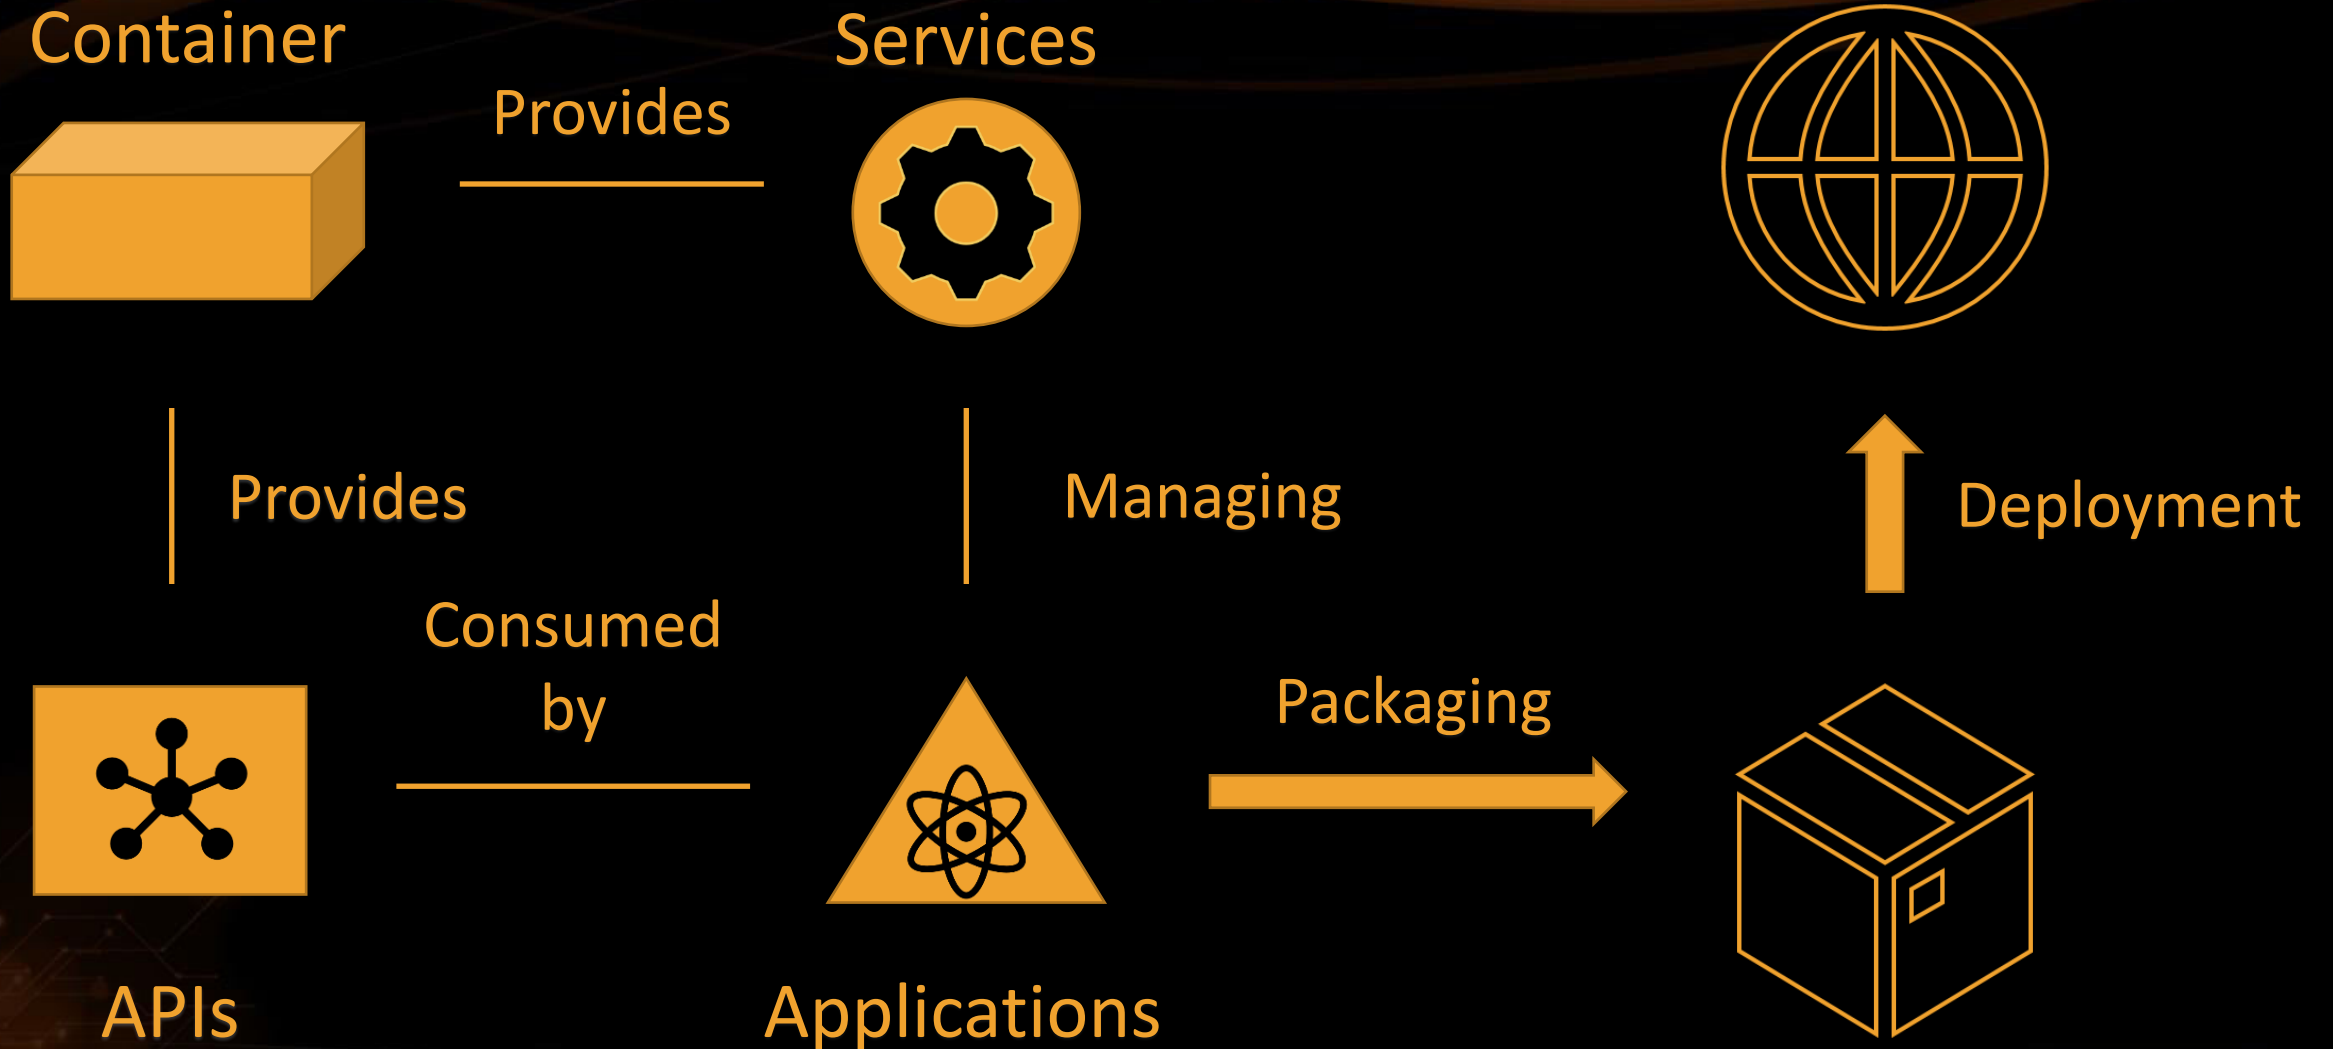 Container
Services
Provides
Provides
Managing
Deployment
Consumed
by
Packaging
APIs
Applications